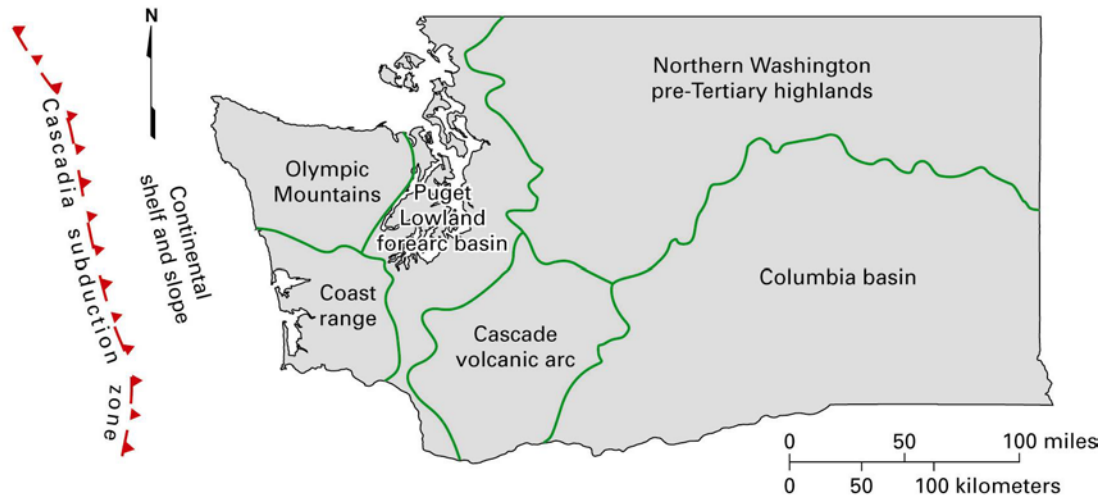 N
Cascadia subduction zone
Continental
shelf and slope
Olympic
Mountains
Puget
Lowland
forearc basin
Coast
range
Northern Washington
pre-Tertiary highlands
Columbia basin
Cascade
volcanic arc
0 50 100 miles
0 50 100 kilometers